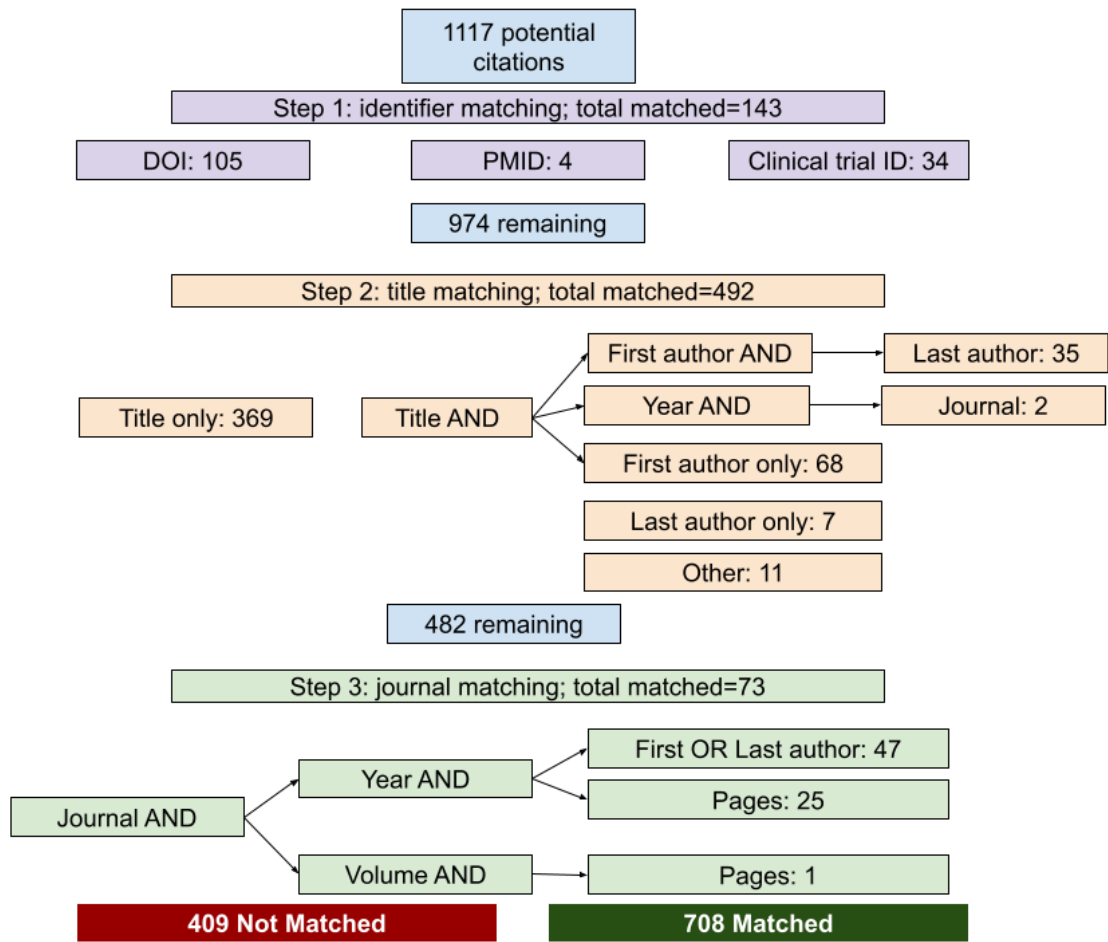 1117 potential
citations
Step 1: identifier matching; total matched=143
DOI: 105
PMID: 4
Clinical trial ID: 34
974 remaining
Step 2: title matching; total matched=492
First author AND
Last author: 35
Title only: 369
Title AND
Year AND
Journal: 2
First author only: 68
Last author only: 7
Other: 11
482 remaining
Step 3: journal matching; total matched=73
First OR Last author: 47
Year AND
Pages: 25
Journal AND
Volume AND
Pages: 1
409 Not Matched
708 Matched